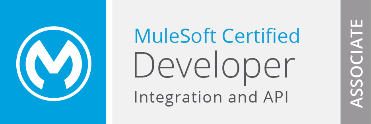 MuleSoft Certified
Developer
Integration and API
ASSOCIATE